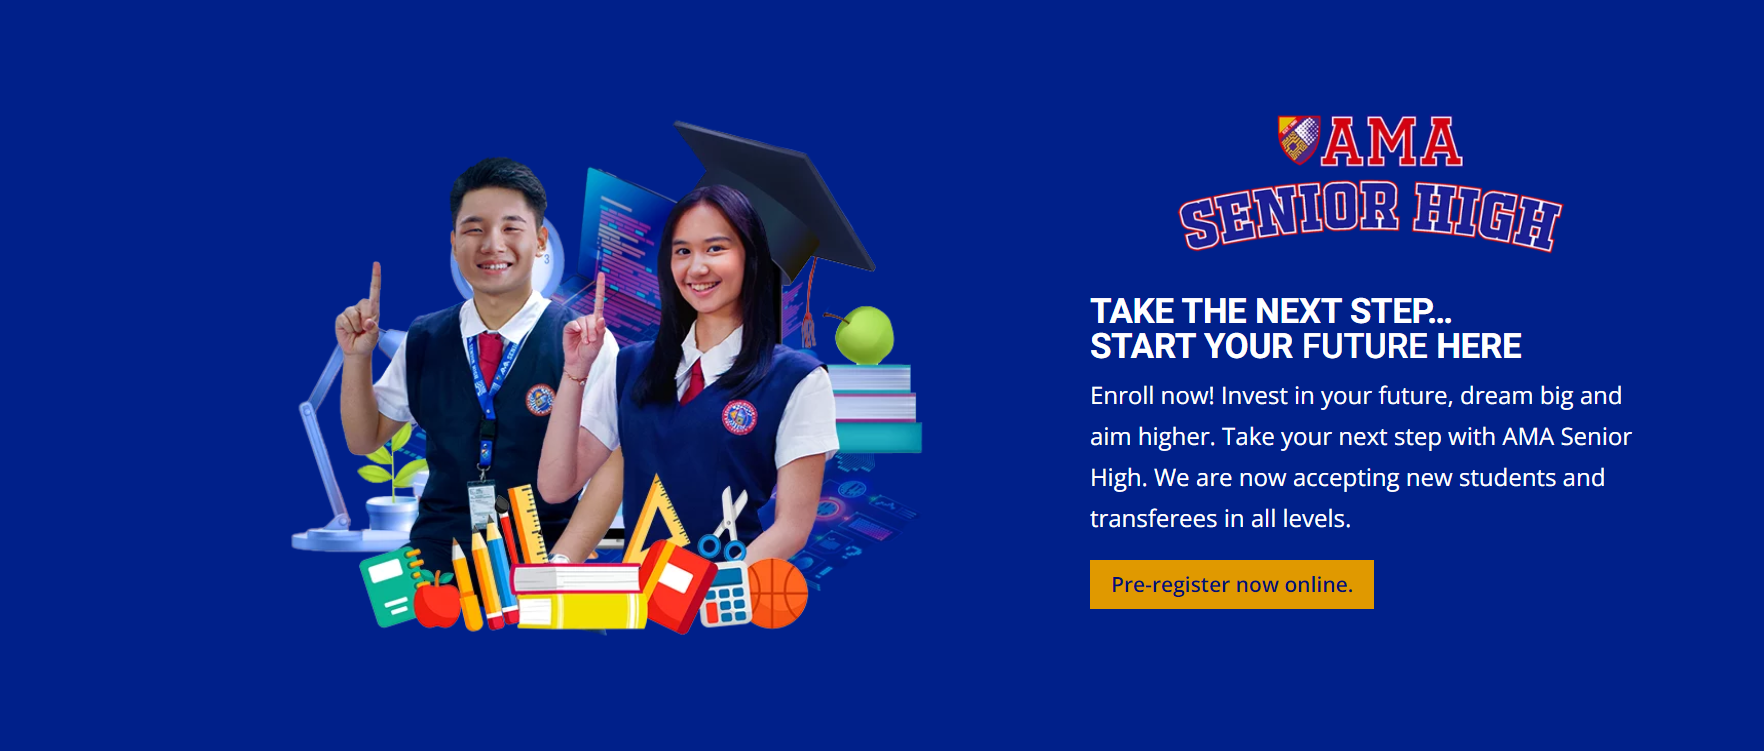 AMA
SENIOR HIGH
TAKE THE NEXT STEP...
START YOUR FUTURE HERE
Enroll now! Invest in your future, dream big and
aim higher. Take your next step with AMA Senior
High. We are now accepting new students and
transferees in all levels.
Pre-register now online.